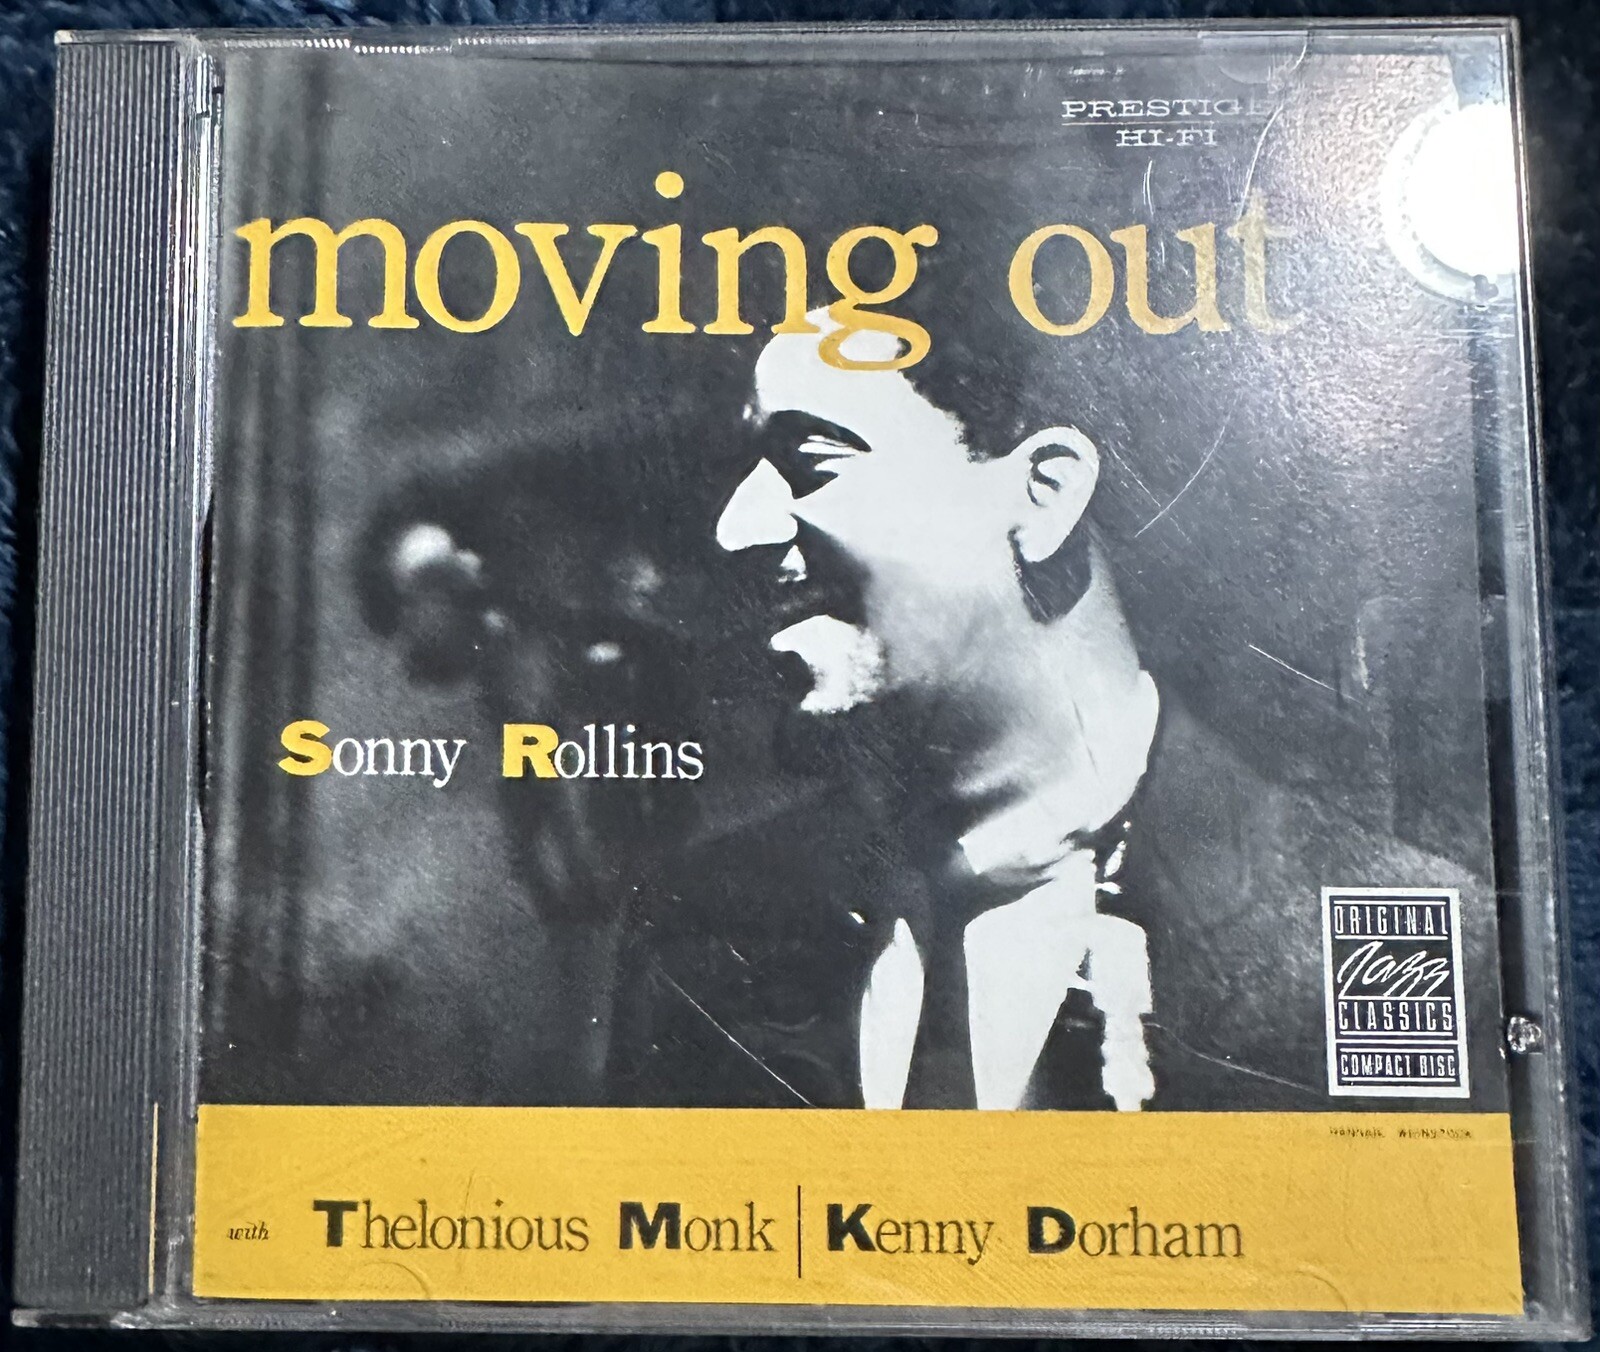 PRESTIGE
HI-FI
moving out
Sonny Rollins
ORIGINAL
Jazz
CLASSICS
COMPACT DISC
with Thelonious Monk | Kenny Dorham